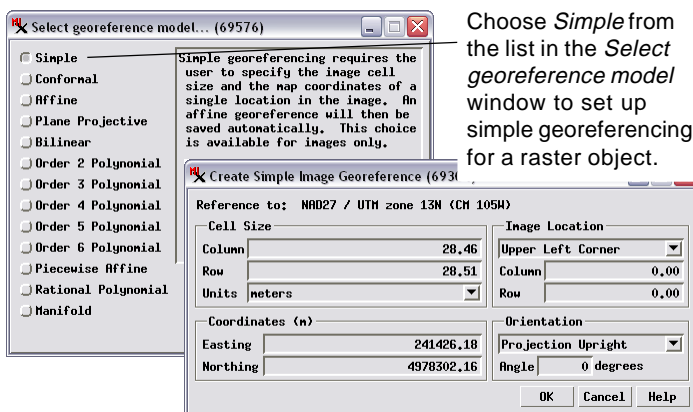 Select georeference model... (69576)
Simple
Conformal
Affine
Plane Projective
Bilinear
Order 2 Polynomial
Order 3 Polynomial
Order 4 Polynomial
Order 5 Polynomial
Order 6 Polynomial
Piecewise Affine
Rational Polynomial
Manifold
Simple georeferencing requires the
user to specify the image cell
size and the map coordinates of a
single location in the image. An
affine georeference will then be
saved automatically. This choice
is available for images only.
Choose Simple from
the list in the Select
georeference model
window to set up
simple georeferencing
for a raster object.
Create Simple Image Georeference
Reference to: NAD27 / UTM zone 13N (CM 105W)
Cell Size
Column 28.46
Row 28.51
Units meters
Image Location
Upper Left Corner
Column 0.00
Row 0.00
Coordinates (m)
Easting 241426.18
Northing 4978302.16
Orientation
Projection Upright
Angle 0 degrees
OK Cancel Help